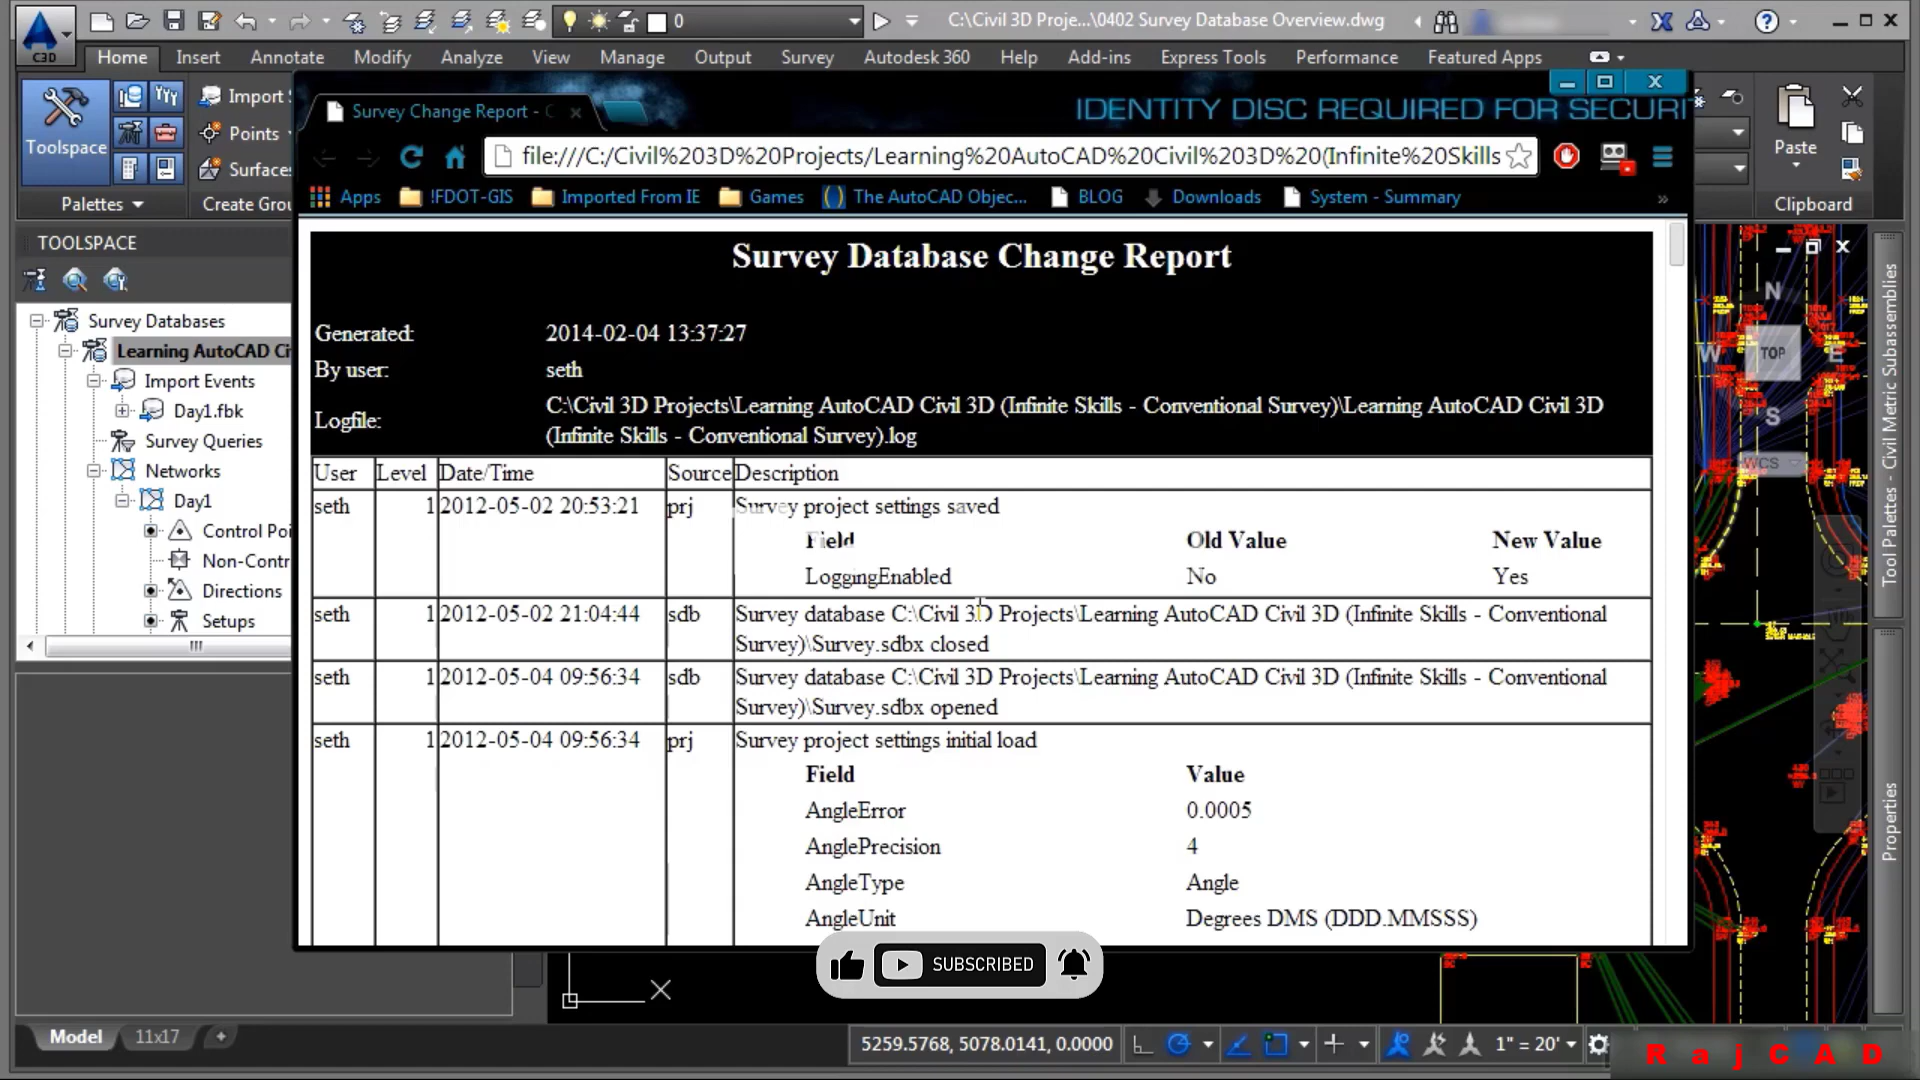 C:\Civil 3D Proje...\0402 Survey Database Overview.dwg
0
C3D
Home Insert Annotate Modify Analyze View Manage Output Survey Autodesk 360 Help Add-ins Express Tools Performance Featured Apps
Toolspace
Import
Points
Surfaces
Palettes
Paste
Clipboard
Survey Change Report - C
IDENTITY DISC REQUIRED FOR SECURIT
file:///C:/Civil%203D%20Projects/Learning%20AutoCAD%20Civil%203D%20(Infinite%20Skills
Apps !FDOT-GIS Imported From IE Games The AutoCAD Objec... BLOG Downloads System - Summary
TOOLSPACE
Survey Databases
Learning AutoCAD Ci
Import Events
Day1.fbk
Survey Queries
Networks
Day1
Control Poi
Non-Contr
Directions
Setups
Survey Database Change Report
Generated: 2014-02-04 13:37:27
By user: seth
Logfile: C:\Civil 3D Projects\Learning AutoCAD Civil 3D (Infinite Skills - Conventional Survey)\Learning AutoCAD Civil 3D
(Infinite Skills - Conventional Survey).log
User Level Date/Time Source Description
seth 1 2012-05-02 20:53:21 prj Survey project settings saved
Field Old Value New Value
LoggingEnabled No Yes
seth 1 2012-05-02 21:04:44 sdb Survey database C:\Civil 3D Projects\Learning AutoCAD Civil 3D (Infinite Skills - Conventional
Survey)\Survey.sdbx closed
seth 1 2012-05-04 09:56:34 sdb Survey database C:\Civil 3D Projects\Learning AutoCAD Civil 3D (Infinite Skills - Conventional
Survey)\Survey.sdbx opened
seth 1 2012-05-04 09:56:34 prj Survey project settings initial load
Field Value
AngleError 0.0005
AnglePrecision 4
AngleType Angle
AngleUnit Degrees DMS (DDD.MMSSS)
N
W TOP E
S
WCS
Tool Palettes - Civil Metric Subassemblies
Properties
SUBSCRIBED
Model 11x17
5259.5768, 5078.0141, 0.0000
1" = 20'
RajCAD